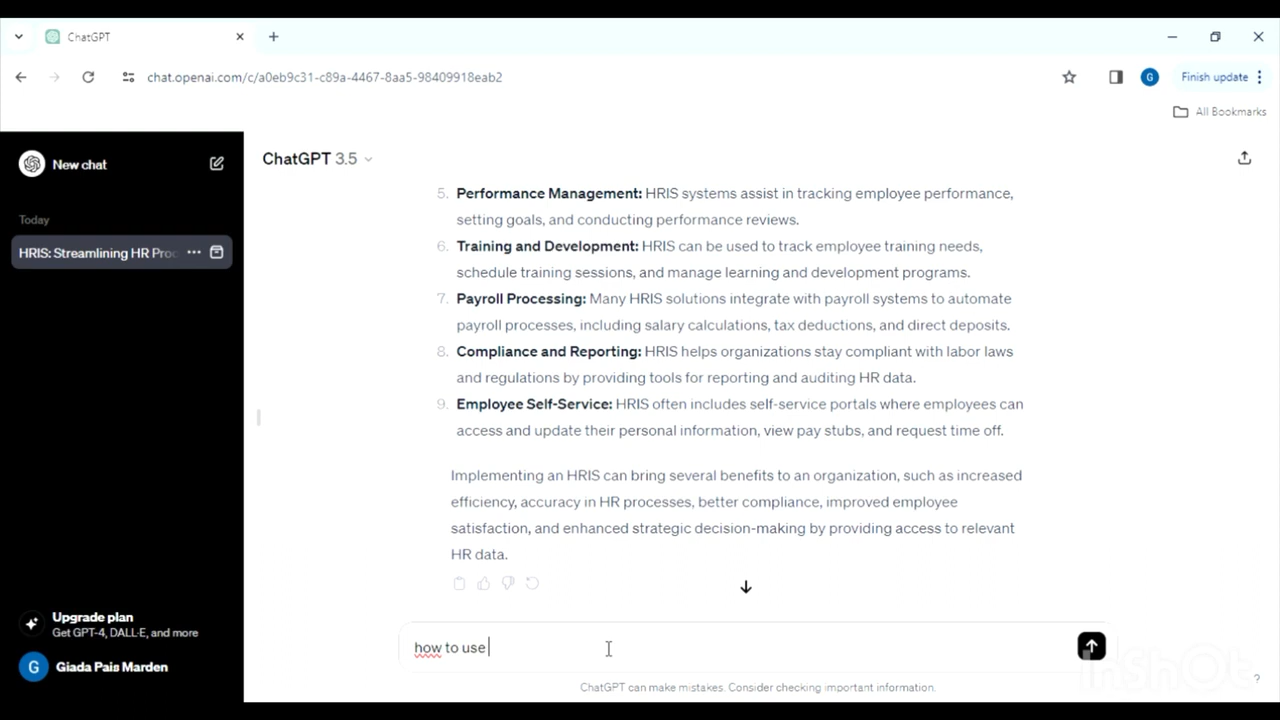 ChatGPT
chat.openai.com/c/a0eb9c31-c89a-4467-8aa5-98409918eab2
G
Finish update
All Bookmarks
New chat
Today
HRIS: Streamlining HR Proc
ChatGPT 3.5
5. Performance Management: HRIS systems assist in tracking employee performance,
setting goals, and conducting performance reviews.
6. Training and Development: HRIS can be used to track employee training needs,
schedule training sessions, and manage learning and development programs.
7. Payroll Processing: Many HRIS solutions integrate with payroll systems to automate
payroll processes, including salary calculations, tax deductions, and direct deposits.
8. Compliance and Reporting: HRIS helps organizations stay compliant with labor laws
and regulations by providing tools for reporting and auditing HR data.
9. Employee Self-Service: HRIS often includes self-service portals where employees can
access and update their personal information, view pay stubs, and request time off.
Implementing an HRIS can bring several benefits to an organization, such as increased
efficiency, accuracy in HR processes, better compliance, improved employee
satisfaction, and enhanced strategic decision-making by providing access to relevant
HR data.
Upgrade plan
Get GPT-4, DALL·E, and more
G
Giada Pais Marden
how to use
ChatGPT can make mistakes. Consider checking important information.
?
InShOt